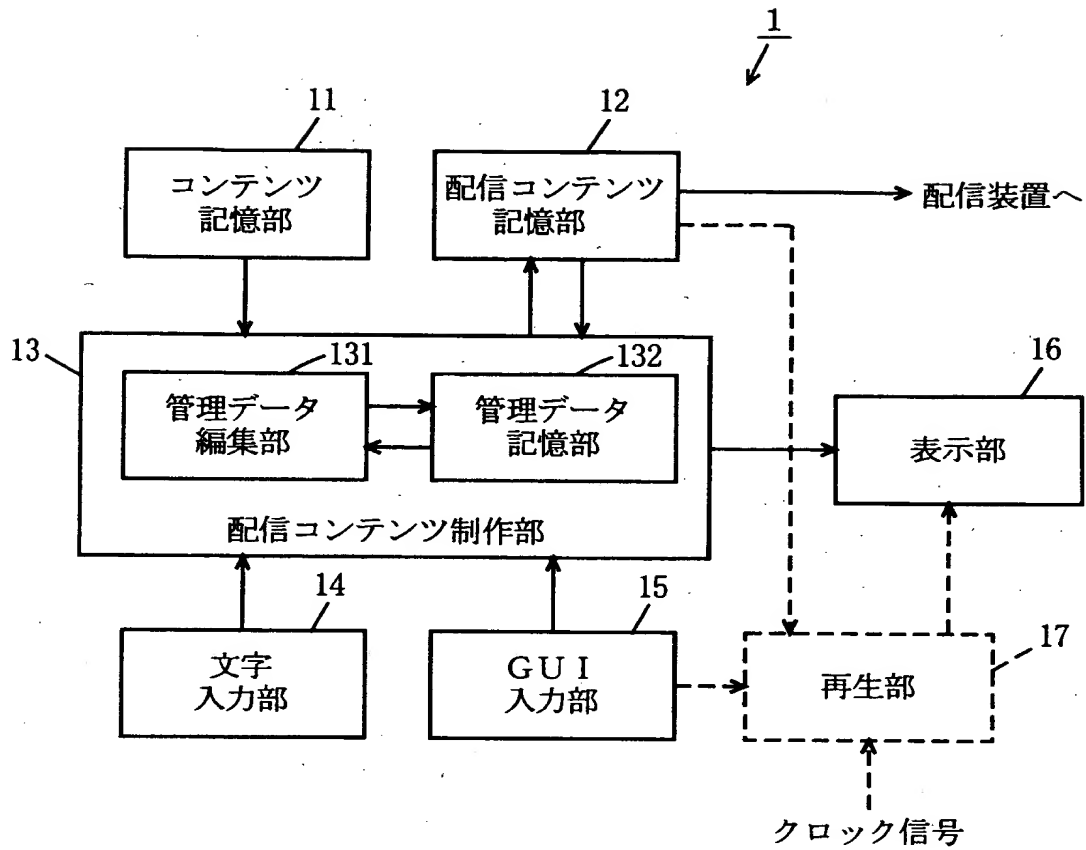 1
11
12
コンテンツ
記憶部
配信コンテンツ
記憶部
配信装置へ
13
131
132
管理データ
編集部
管理データ
記憶部
配信コンテンツ制作部
16
表示部
14
15
文字
入力部
GUI
入力部
17
再生部
クロック信号